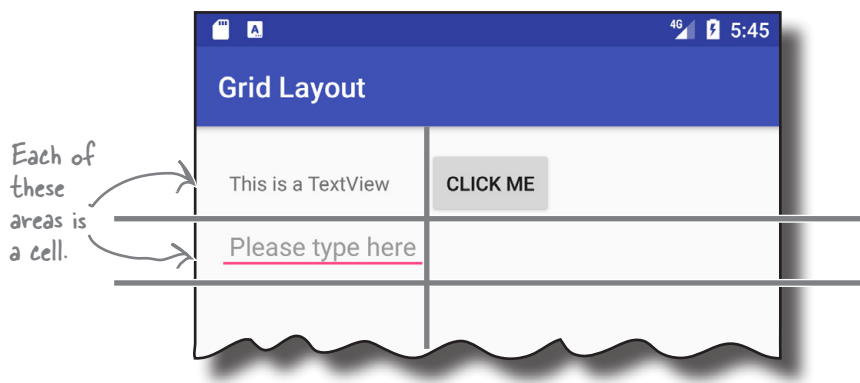 4G 5:45
Grid Layout
Each of
these
areas is
a cell.
This is a TextView CLICK ME
Please type here